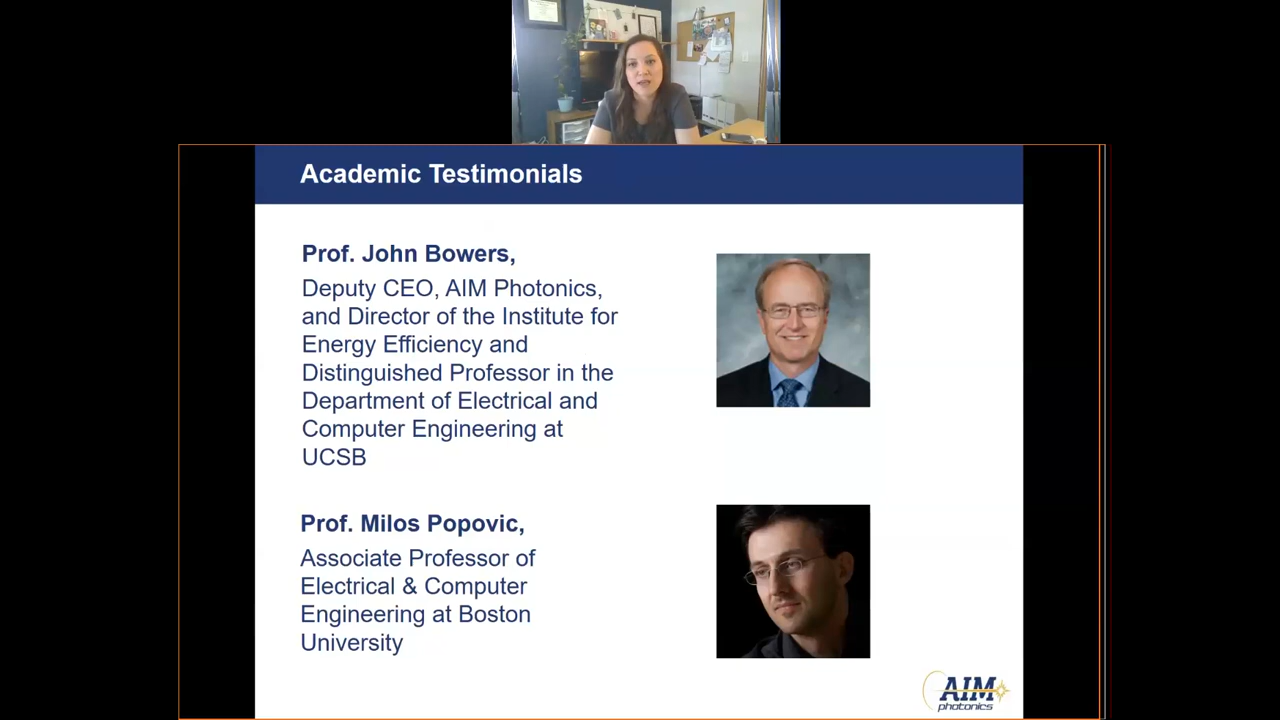 Academic Testimonials
Prof. John Bowers,
Deputy CEO, AIM Photonics,
and Director of the Institute for
Energy Efficiency and
Distinguished Professor in the
Department of Electrical and
Computer Engineering at
UCSB
Prof. Milos Popovic,
Associate Professor of
Electrical & Computer
Engineering at Boston
University
AIM
photonics